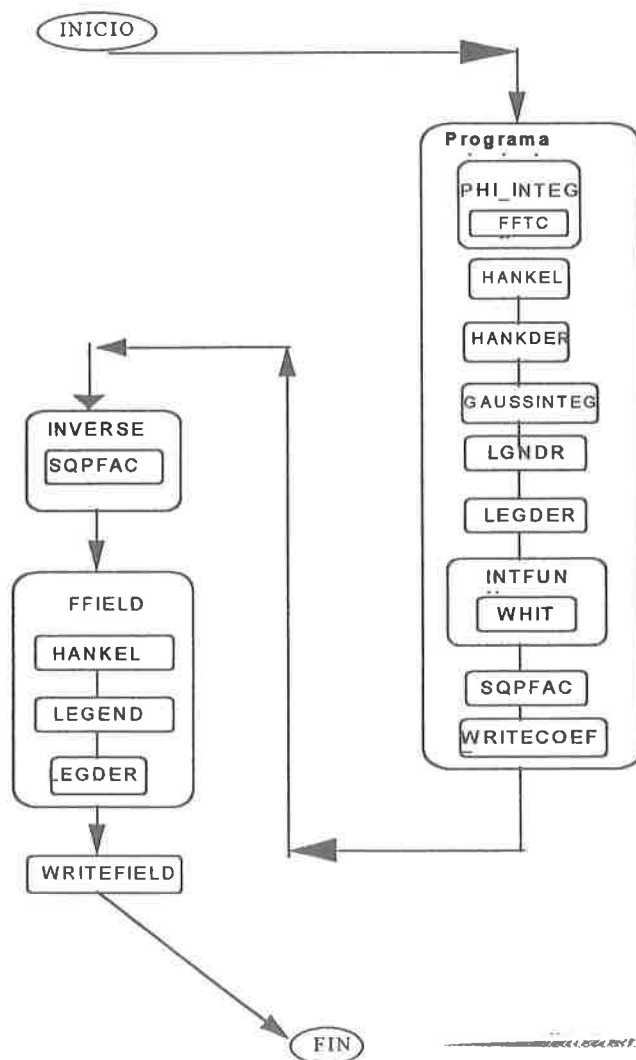 INICIO
Programa
PHI_INTEG
FFTC
HANKEL
HANKDER
GAUSSINTEG
LGNDR
LEGDER
INTFUN
WHIT
SQPFAC
_WRITECOEF
INVERSE
SQPFAC
FFIELD
HANKEL
LEGEND
LEGDER
WRITEFIELD
FIN